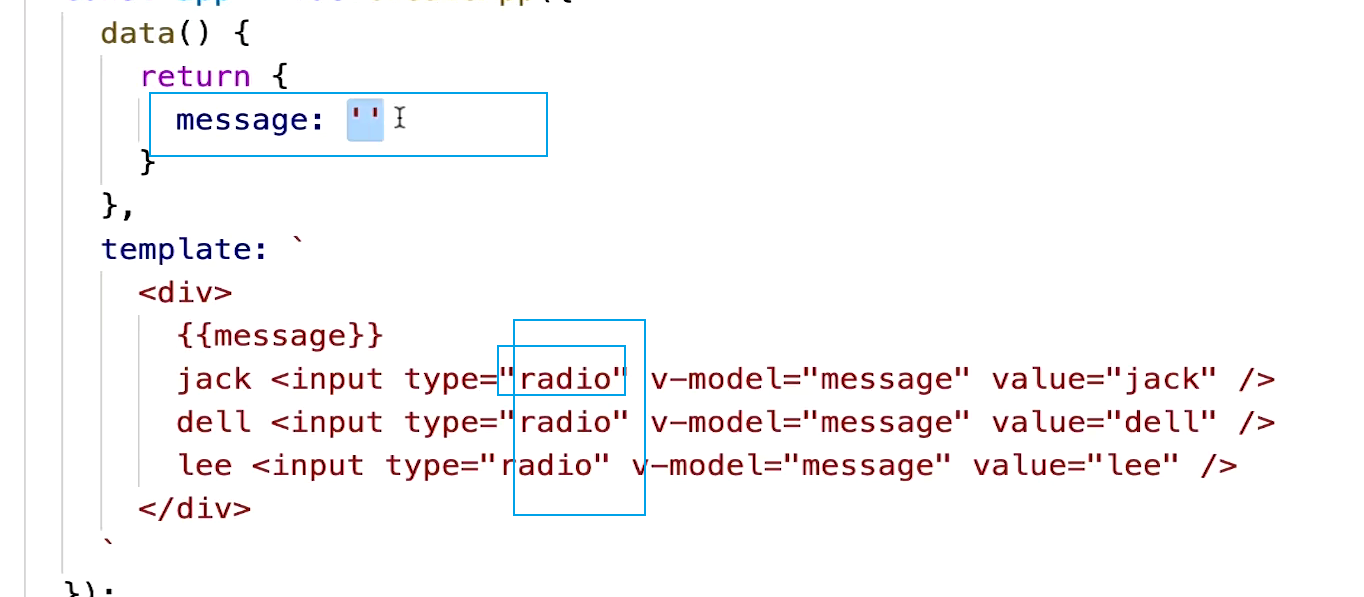 data() {
return {
message: ''
}
},
template: `
<div>
{{message}}
jack <input type="radio" v-model="message" value="jack" />
dell <input type="radio" v-model="message" value="dell" />
lee <input type="radio" v-model="message" value="lee" />
</div>
`
});